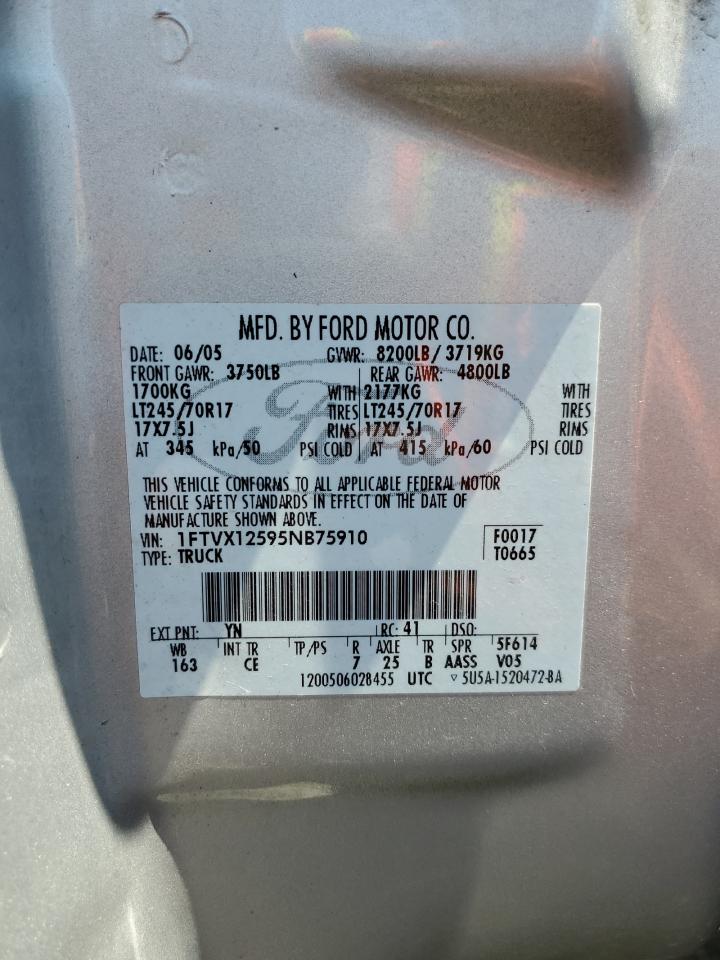 MFD. BY FORD MOTOR CO.
DATE: 06/05 GVWR: 8200LB / 3719KG
FRONT GAWR: 3750LB REAR GAWR: 4800LB
1700KG WITH 2177KG WITH
LT245/70R17 TIRES LT245/70R17 TIRES
17X7.5J RIMS 17X7.5J RIMS
AT 345 kPa/50 PSI COLD AT 415 kPa/60 PSI COLD
Ford
THIS VEHICLE CONFORMS TO ALL APPLICABLE FEDERAL MOTOR
VEHICLE SAFETY STANDARDS IN EFFECT ON THE DATE OF
MANUFACTURE SHOWN ABOVE.
VIN: 1FTVX12595NB75910 F0017
TYPE: TRUCK T0665
EXT PNT: YN RC: 41 DSO:
WB INT TR TP/PS R AXLE TR SPR 5F614
163 CE 7 25 B AASS V05
1200506028455 UTC ▽ 5U5A-1520472-BA